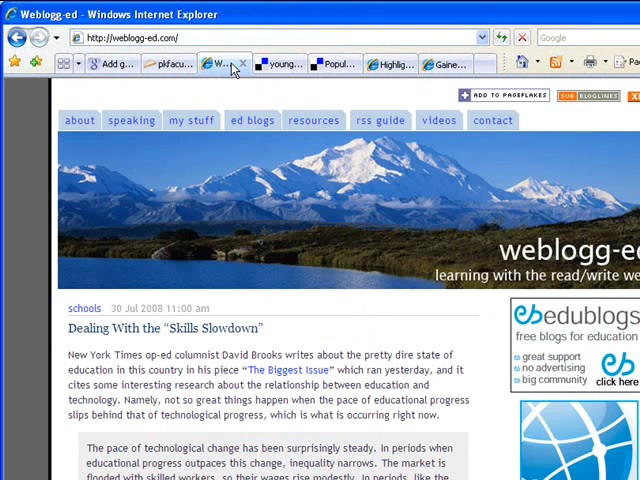 Weblogg-ed - Windows Internet Explorer
http://weblogg-ed.com/
Google
Add g... pkfacu... W... young... Popul... Highlig... Gaine...
ADD TO PAGEFLAKES SUB BLOGLINES
about speaking my stuff ed blogs resources rss guide videos contact
weblogg-ed
learning with the read/write we
schools 30 Jul 2008 11:00 am
Dealing With the “Skills Slowdown”
New York Times op-ed columnist David Brooks writes about the pretty dire state of
education in this country in his piece “The Biggest Issue” which ran yesterday, and it
cites some interesting research about the relationship between education and
technology. Namely, not so great things happen when the pace of educational progress
slips behind that of technological progress, which is what is occurring right now.
The pace of technological change has been surprisingly steady. In periods when
educational progress outpaces this change, inequality narrows. The market is
flooded with skilled workers, so their wages rise modestly. In periods, like the
edublogs
free blogs for education
great support
no advertising
big community
click here